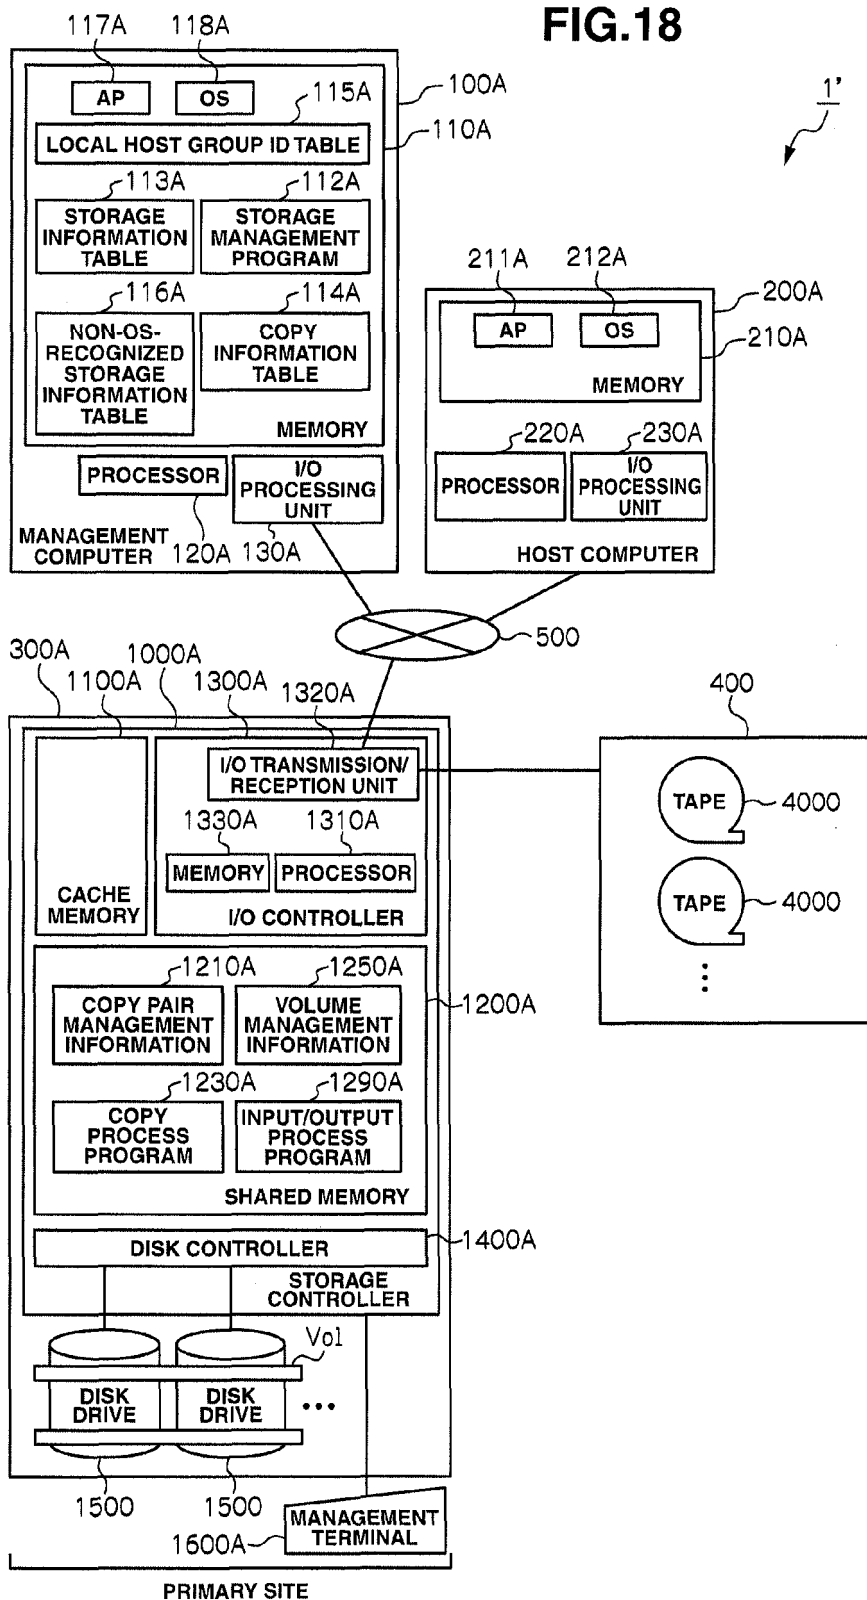 FIG.18
1'
117A
118A
AP
OS
115A
100A
LOCAL HOST GROUP ID TABLE
110A
113A
112A
STORAGE
INFORMATION
TABLE
STORAGE
MANAGEMENT
PROGRAM
116A
114A
NON-OS-
RECOGNIZED
STORAGE
INFORMATION
TABLE
COPY
INFORMATION
TABLE
MEMORY
PROCESSOR
I/O
PROCESSING
UNIT
MANAGEMENT
COMPUTER
120A
130A
211A
212A
200A
AP
OS
210A
MEMORY
220A
230A
PROCESSOR
I/O
PROCESSING
UNIT
HOST COMPUTER
500
300A
1000A
1100A
1300A
1320A
I/O TRANSMISSION/
RECEPTION UNIT
1330A
1310A
MEMORY
PROCESSOR
CACHE
MEMORY
I/O CONTROLLER
400
TAPE
4000
TAPE
4000
1210A
1250A
1200A
COPY PAIR
MANAGEMENT
INFORMATION
VOLUME
MANAGEMENT
INFORMATION
1230A
1290A
COPY
PROCESS
PROGRAM
INPUT/OUTPUT
PROCESS
PROGRAM
SHARED MEMORY
DISK CONTROLLER
1400A
STORAGE
CONTROLLER
Vol
DISK
DRIVE
DISK
DRIVE
1500
1500
MANAGEMENT
TERMINAL
1600A
PRIMARY SITE